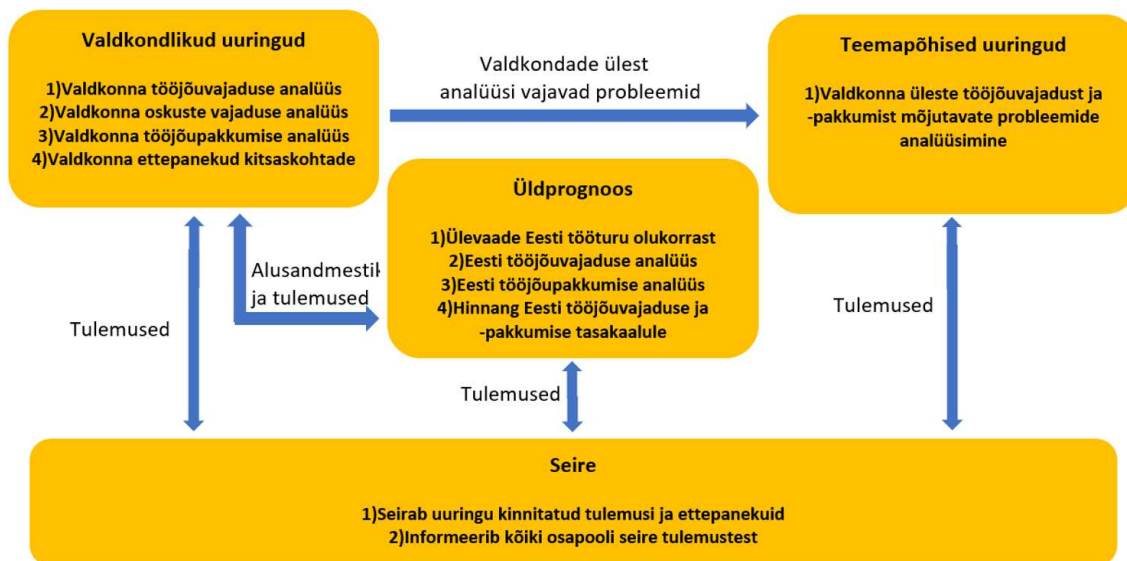 Valdkondlikud uuringud
1)Valdkonna tööjõuvajaduse analüüs
2)Valdkonna oskuste vajaduse analüüs
3)Valdkonna tööjõupakkumise analüüs
4)Valdkonna ettepanekud kitsaskohtade
Valdkondade ülest
analüüsi vajavad probleemid
Teemapõhised uuringud
1)Valdkonna üleste tööjõuvajadust ja
-pakkumist mõjutavate probleemide
analüüsimine
Üldprognoos
1)Ülevaade Eesti tööturu olukorrast
2)Eesti tööjõuvajaduse analüüs
3)Eesti tööjõupakkumise analüüs
4)Hinnang Eesti tööjõuvajaduse ja
-pakkumise tasakaalule
Alusandmestik
ja tulemused
Tulemused
Tulemused
Tulemused
Seire
1)Seirab uuringu kinnitatud tulemusi ja ettepanekuid
2)Informeerib kõiki osapooli seire tulemustest